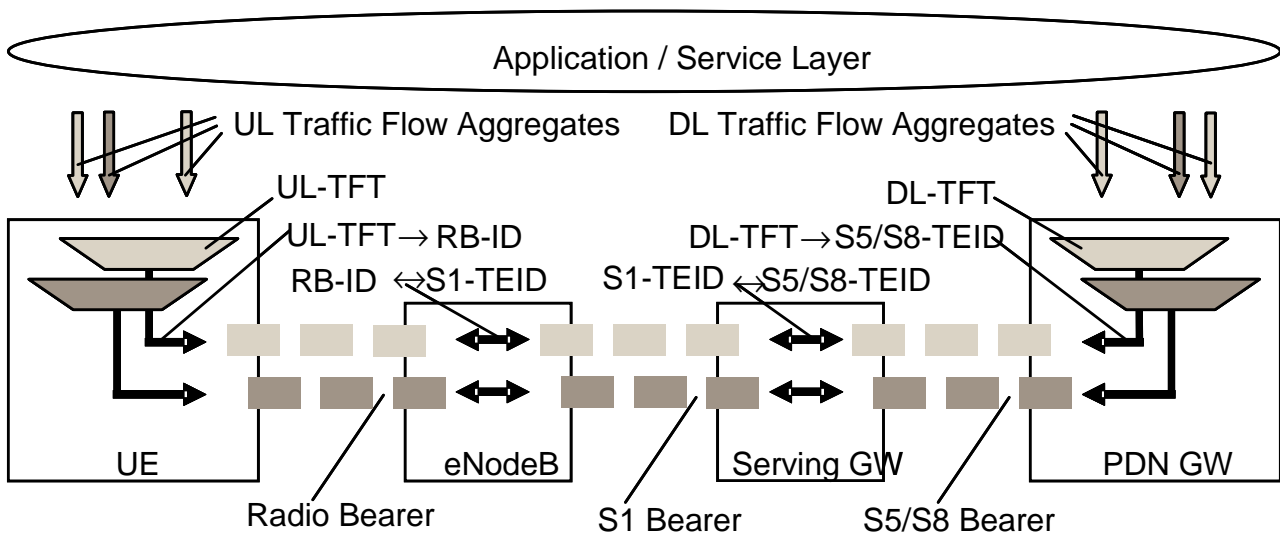 Application / Service Layer
UL Traffic Flow Aggregates
DL Traffic Flow Aggregates
UL-TFT
DL-TFT
UL-TFT → RB-ID
DL-TFT → S5/S8-TEID
RB-ID ↔ S1-TEID
S1-TEID ↔ S5/S8-TEID
UE
eNodeB
Serving GW
PDN GW
Radio Bearer
S1 Bearer
S5/S8 Bearer